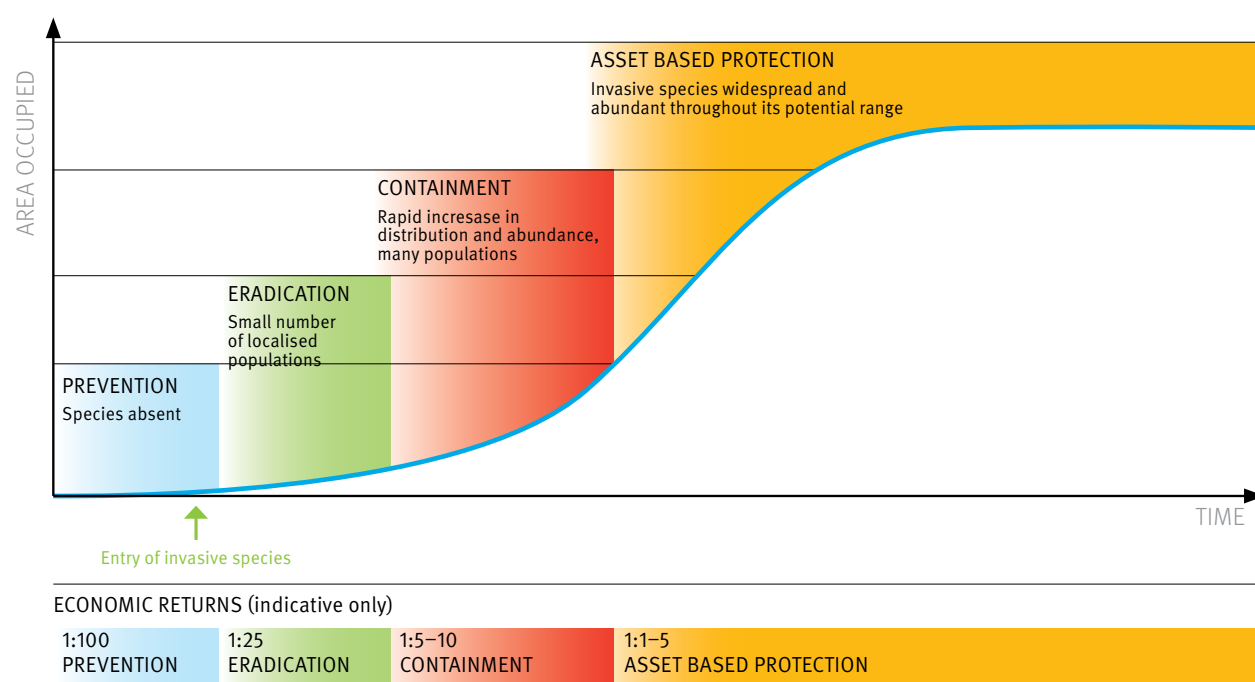 AREA OCCUPIED
ASSET BASED PROTECTION
Invasive species widespread and
abundant throughout its potential range
CONTAINMENT
Rapid incresase in
distribution and abundance,
many populations
ERADICATION
Small number
of localised
populations
PREVENTION
Species absent
TIME
Entry of invasive species
ECONOMIC RETURNS (indicative only)
1:100
PREVENTION
1:25
ERADICATION
1:5–10
CONTAINMENT
1:1–5
ASSET BASED PROTECTION